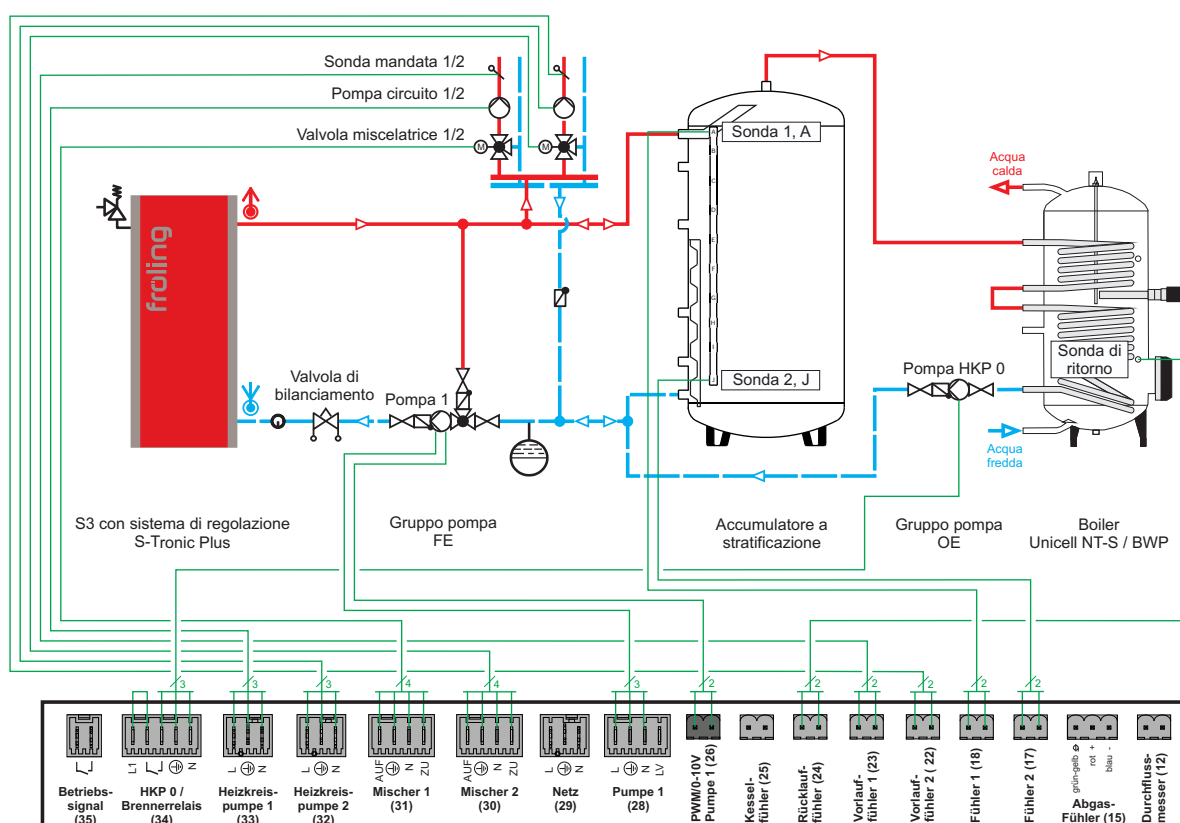 Sonda mandata 1/2
Pompa circuito 1/2
Valvola miscelatrice 1/2
M
M
fröling
Valvola di
bilanciamento
Pompa 1
Sonda 1, A
A
B
C
D
E
F
G
H
I
J
Sonda 2, J
Acqua
calda
Sonda di
ritorno
Pompa HKP 0
Acqua
fredda
S3 con sistema di regolazione
S-Tronic Plus
Gruppo pompa
FE
Accumulatore a
stratificazione
Gruppo pompa
OE
Boiler
Unicell NT-S / BWP
3
3
3
4
4
3
2
2
2
2
2
2
L1
N
L
N
L
N
AUF
N
ZU
AUF
N
ZU
L
N
L
N
LV
grün-gelb
rot +
blau -
Betriebs-
signal
(35)
HKP 0 /
Brennerrelais
(34)
Heizkreis-
pumpe 1
(33)
Heizkreis-
pumpe 2
(32)
Mischer 1
(31)
Mischer 2
(30)
Netz
(29)
Pumpe 1
(28)
PWM/0-10V
Pumpe 1 (26)
Kessel-
fühler (25)
Rücklauf-
fühler (24)
Vorlauf-
fühler 1 (23)
Vorlauf-
fühler 2 (22)
Fühler 1 (18)
Fühler 2 (17)
Abgas-
Fühler (15)
Durchfluss-
messer (12)